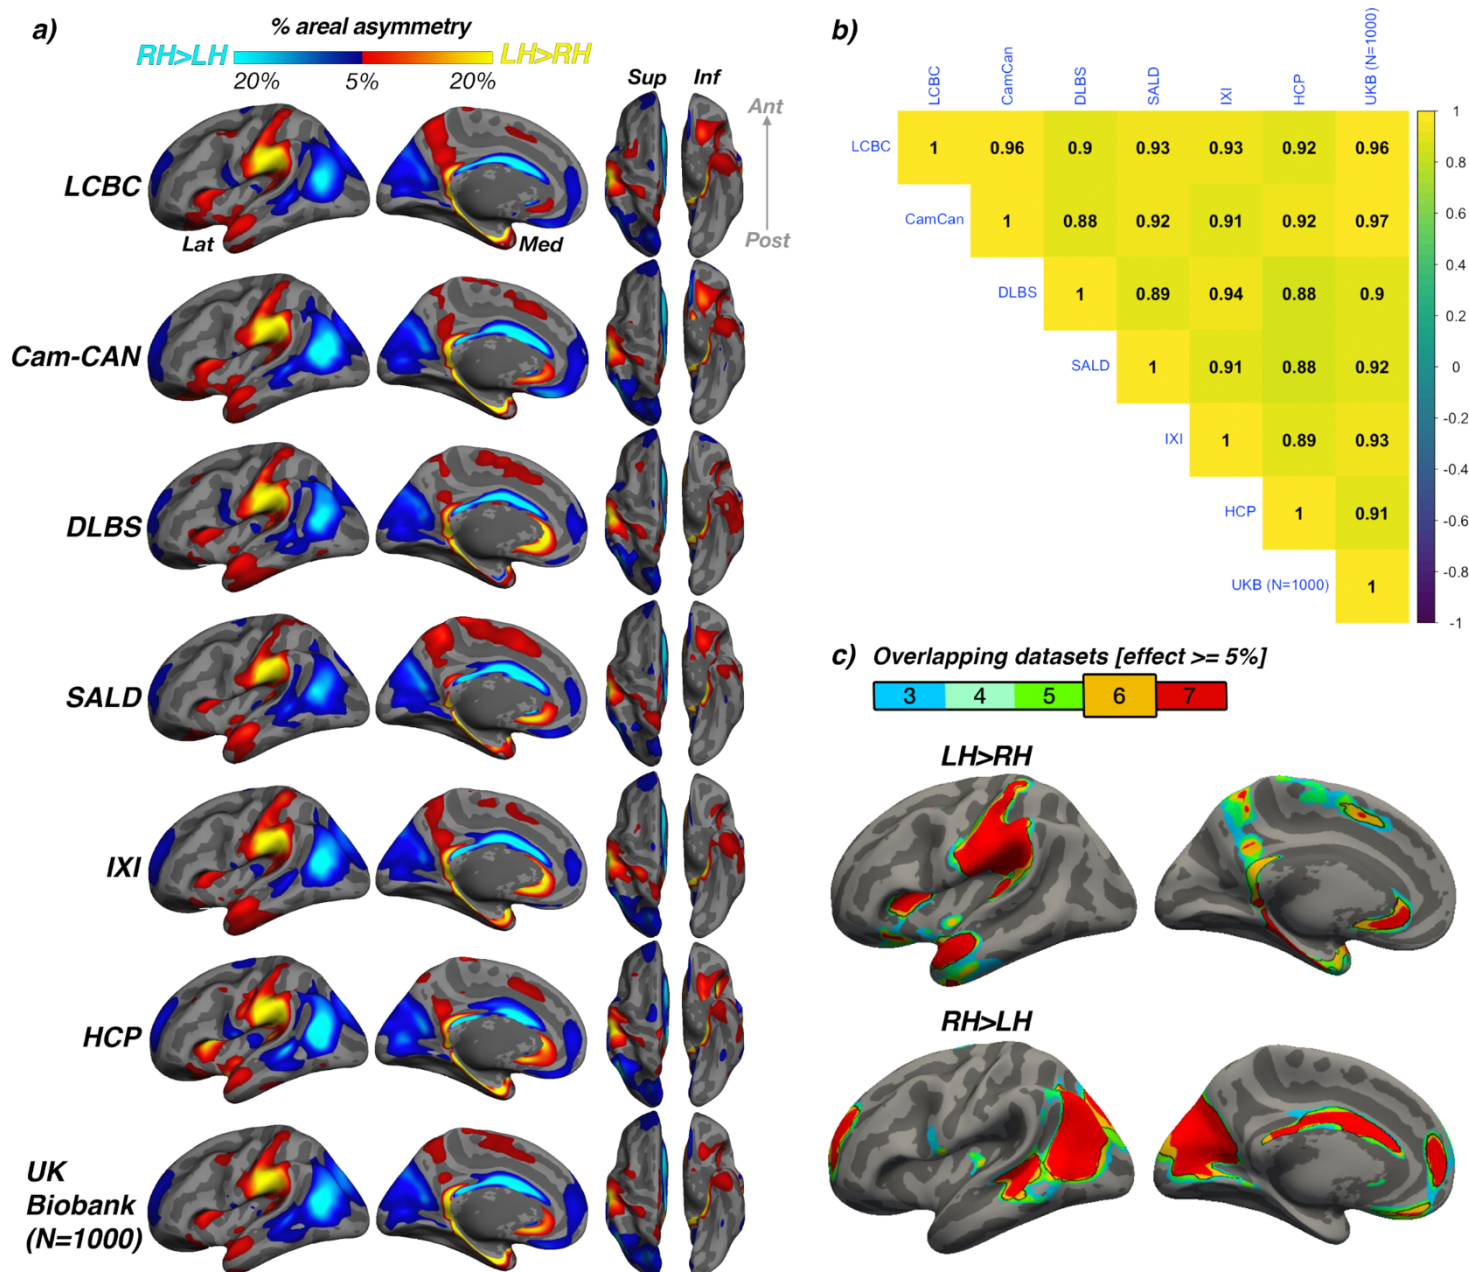 a)
% areal asymmetry
RH>LH
LH>RH
20%
5%
20%
Sup
Inf
Ant
Post
LCBC
Lat
Med
Cam-CAN
DLBS
SALD
IXI
HCP
UK
Biobank
(N=1000)
b)
LCBC
CamCan
DLBS
SALD
IXI
HCP
UKB (N=1000)
LCBC 1 0.96 0.9 0.93 0.93 0.92 0.96
CamCan 1 0.88 0.92 0.91 0.92 0.97
DLBS 1 0.89 0.94 0.88 0.9
SALD 1 0.91 0.88 0.92
IXI 1 0.89 0.93
HCP 1 0.91
UKB (N=1000) 1
1
0.8
0.6
0.4
0.2
0
-0.2
-0.4
-0.6
-0.8
-1
c)
Overlapping datasets [effect >= 5%]
3 4 5 6 7
LH>RH
RH>LH